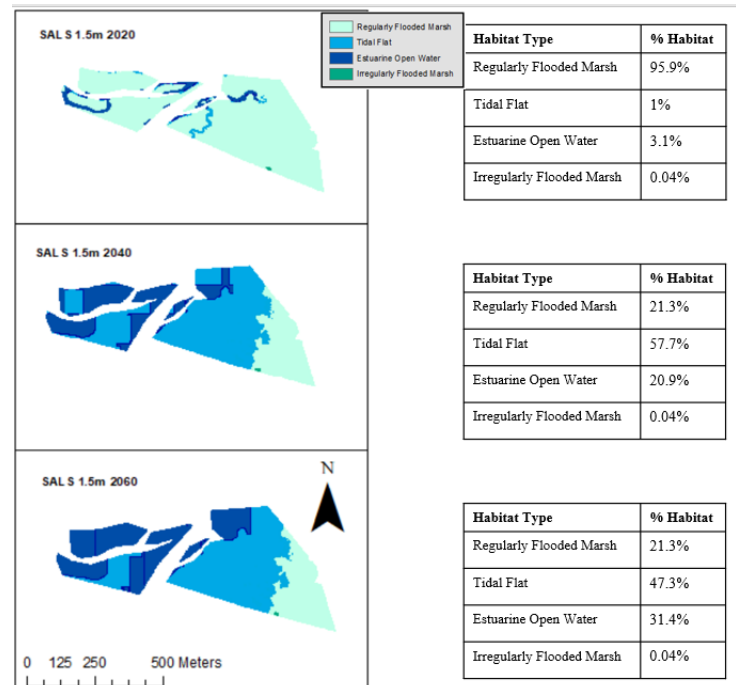 SAL S 1.5m 2020
Regularly Flooded Marsh
Tidal Flat
Estuarine Open Water
Irregularly Flooded Marsh
Habitat Type % Habitat
Regularly Flooded Marsh 95.9%
Tidal Flat 1%
Estuarine Open Water 3.1%
Irregularly Flooded Marsh 0.04%
SAL S 1.5m 2040
Habitat Type % Habitat
Regularly Flooded Marsh 21.3%
Tidal Flat 57.7%
Estuarine Open Water 20.9%
Irregularly Flooded Marsh 0.04%
SAL S 1.5m 2060
N
0 125 250 500 Meters
Habitat Type % Habitat
Regularly Flooded Marsh 21.3%
Tidal Flat 47.3%
Estuarine Open Water 31.4%
Irregularly Flooded Marsh 0.04%